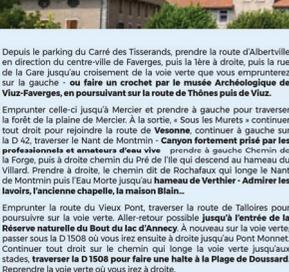 Depuis le parking du Carré des Tisserands, prendre la route d'Albertville
en direction du centre-ville de Faverges, puis la 1ère à droite, puis la rue
de la Gare jusqu'au croisement de la voie verte que vous emprunterez
sur la gauche - ou faire un crochet par le musée Archéologique de
Viuz-Faverges, en poursuivant sur la route de Thônes puis de Viuz.
Emprunter celle-ci jusqu'à Mercier et prendre à gauche pour traverser
la forêt de la plaine de Mercier. À la sortie, « Sous les Murets » continuer
tout droit pour rejoindre la route de Vesonne, continuer à gauche sur
la D 42, traverser le Nant de Montmin - Canyon fortement prisé par les
professionnels et amateurs d'eau vive prendre à gauche Chemin de
la Forge, puis à droite chemin du Pré de l'Ile qui descend au hameau du
Villard. Prendre à droite, le chemin dit de Rochafaux qui longe le Nant
de Montmin puis l'Eau Morte jusqu'au hameau de Verthier - Admirer les
lavoirs, l'ancienne chapelle, la maison Blain...
Emprunter la route du Vieux Pont, traverser la route de Talloires pour
poursuivre sur la voie verte. Aller-retour possible jusqu'à l'entrée de la
Réserve naturelle du Bout du lac d'Annecy. À nouveau sur la voie verte,
passer sous la D 1508 où vous irez ensuite à droite jusqu'au Pont Monnet.
Continuer tout droit sur le chemin qui longe la voie verte jusqu'aux
stades, traverser la D 1508 pour faire une halte à la Plage de Doussard.
Reprendre la voie verte où vous irez à droite.